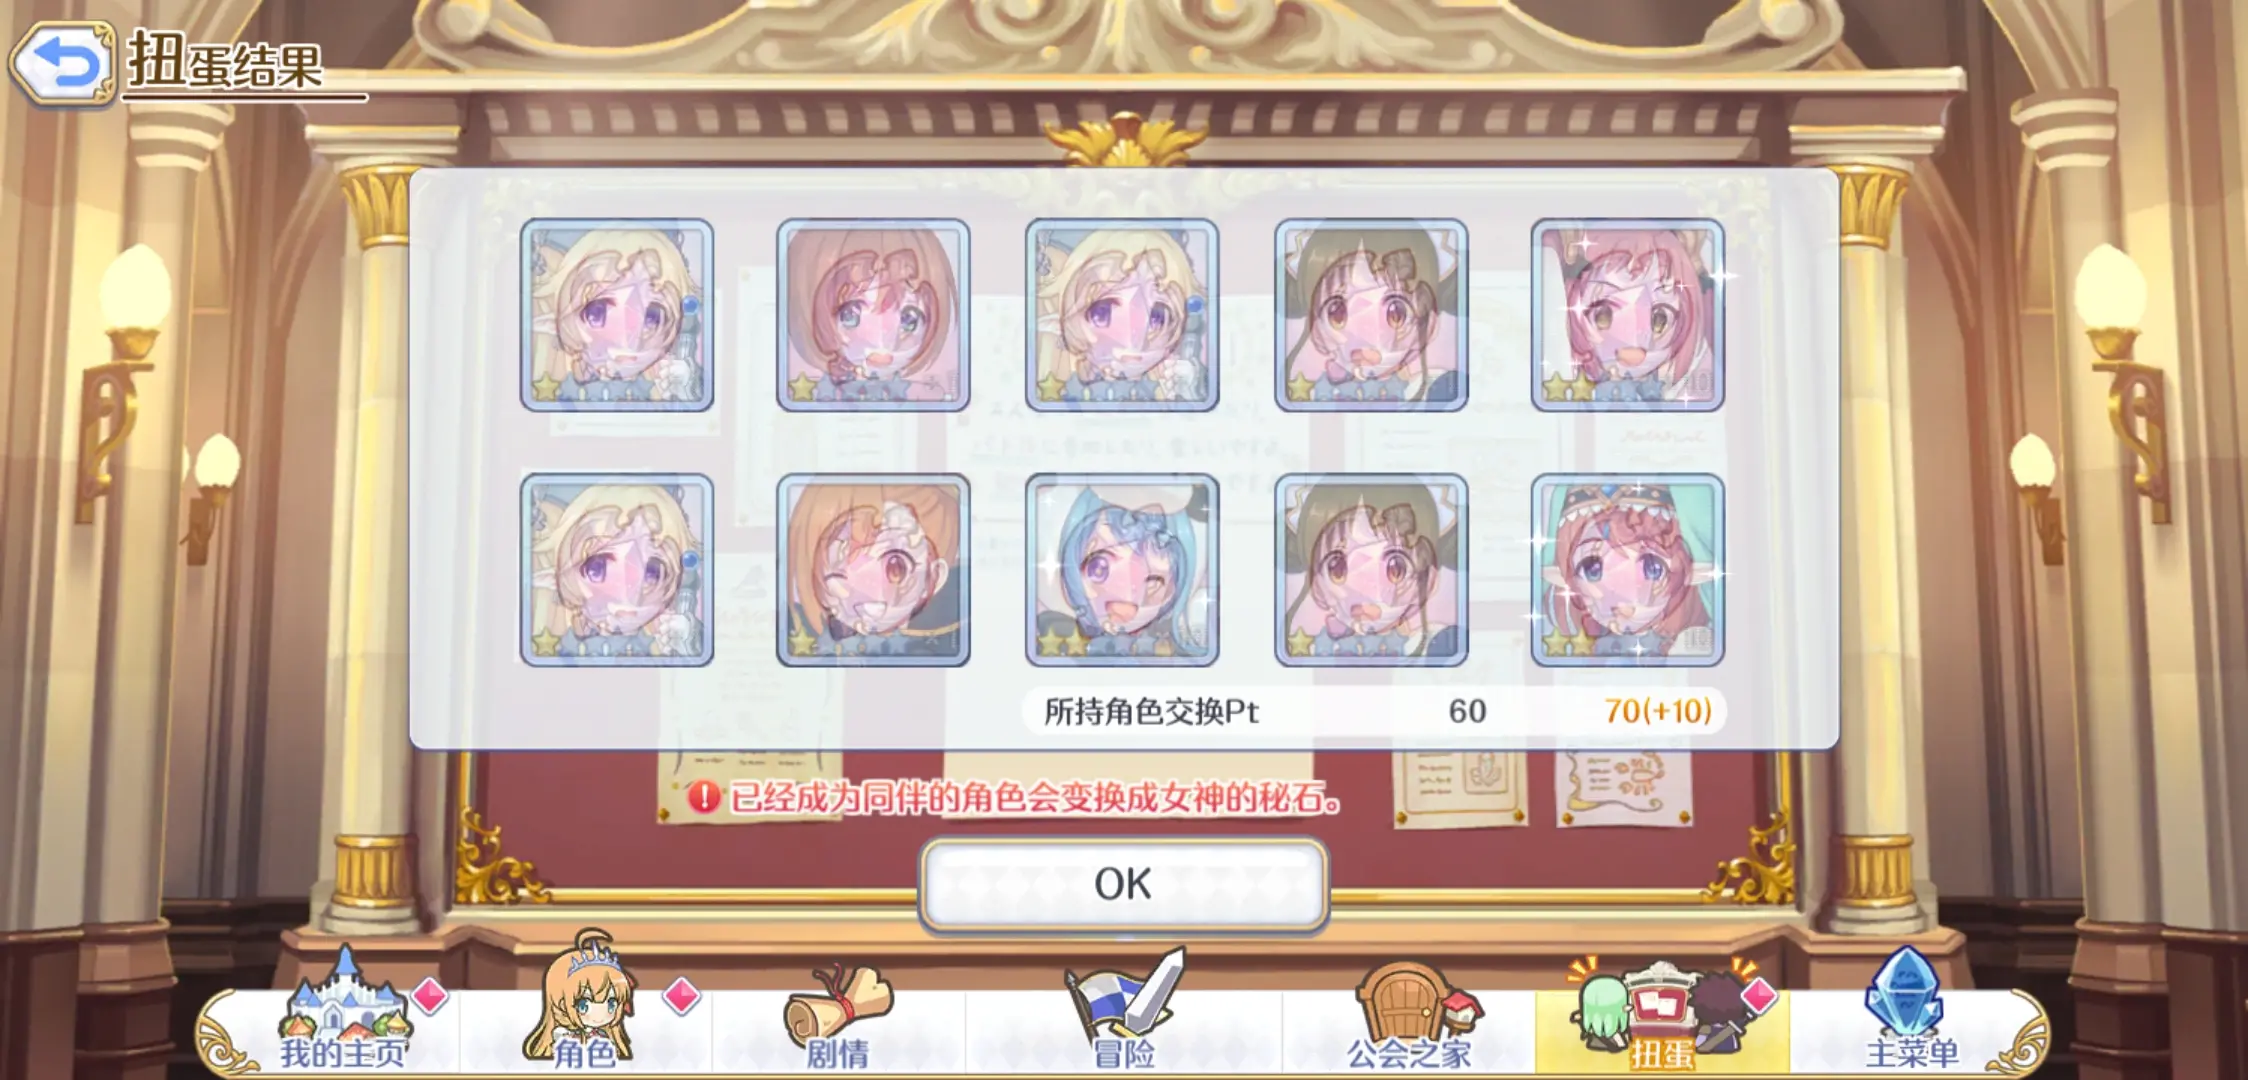 扭蛋结果
所持角色交换Pt 60 70(+10)
已经成为同伴的角色会变换成女神的秘石。
OK
我的主页 角色 剧情 冒险 公会之家 扭蛋 主菜单